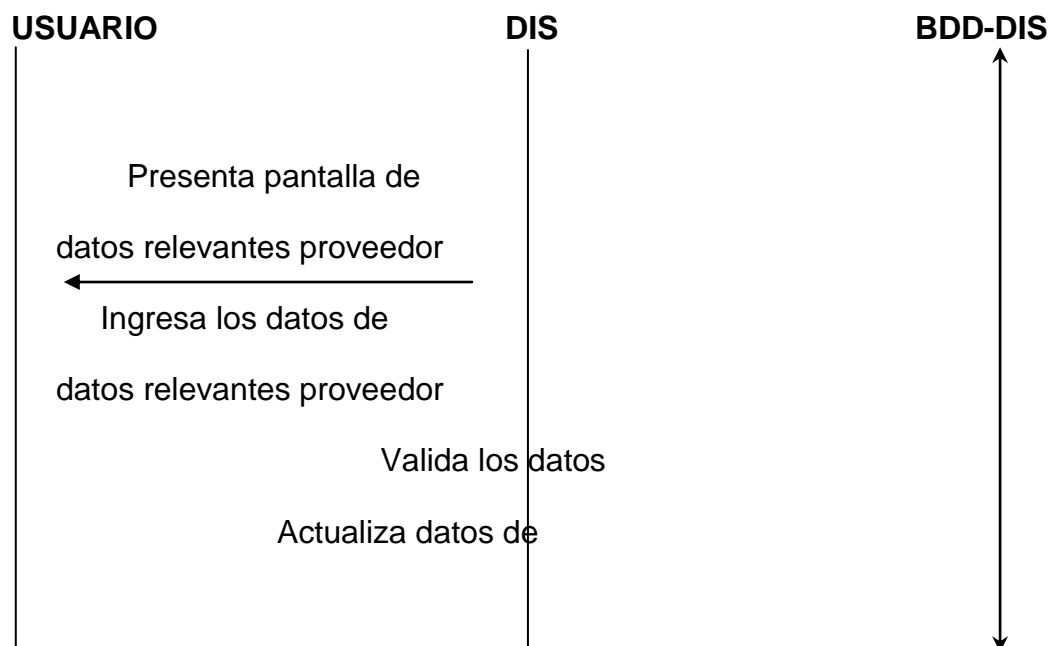 USUARIO DIS BDD-DIS
Presenta pantalla de
datos relevantes proveedor
Ingresa los datos de
datos relevantes proveedor
Valida los datos
Actualiza datos de